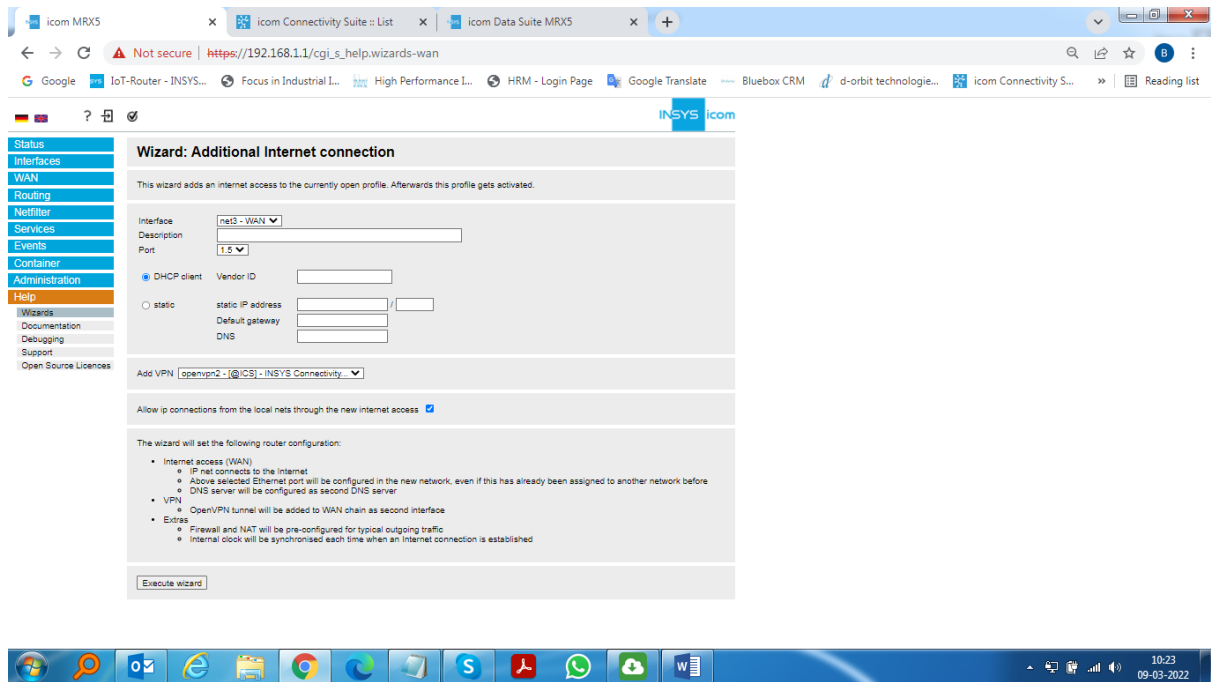 icom MRX5
icom Connectivity Suite :: List
icom Data Suite MRX5
Not secure | https://192.168.1.1/cgi_s_help.wizards-wan
B
Google
IoT-Router - INSYS...
Focus in Industrial I...
High Performance I...
HRM - Login Page
Google Translate
Bluebox CRM
d-orbit technologie...
icom Connectivity S...
»
Reading list
?
INSYS icom
Status
Interfaces
WAN
Routing
Netfilter
Services
Events
Container
Administration
Help
Wizards
Documentation
Debugging
Support
Open Source Licences
Wizard: Additional Internet connection
This wizard adds an internet access to the currently open profile. Afterwards this profile gets activated.
Interface net3 - WAN
Description
Port 1.5
DHCP client Vendor ID
static static IP address /
Default gateway
DNS
Add VPN openvpn2 - [@ICS] - INSYS Connectivity...
Allow ip connections from the local nets through the new internet access
The wizard will set the following router configuration:
• Internet access (WAN)
IP net connects to the Internet
Above selected Ethernet port will be configured in the new network, even if this has already been assigned to another network before
DNS server will be configured as second DNS server
• VPN
OpenVPN tunnel will be added to WAN chain as second interface
• Extras
Firewall and NAT will be pre-configured for typical outgoing traffic
Internal clock will be synchronised each time when an Internet connection is established
Execute wizard
10:23
09-03-2022